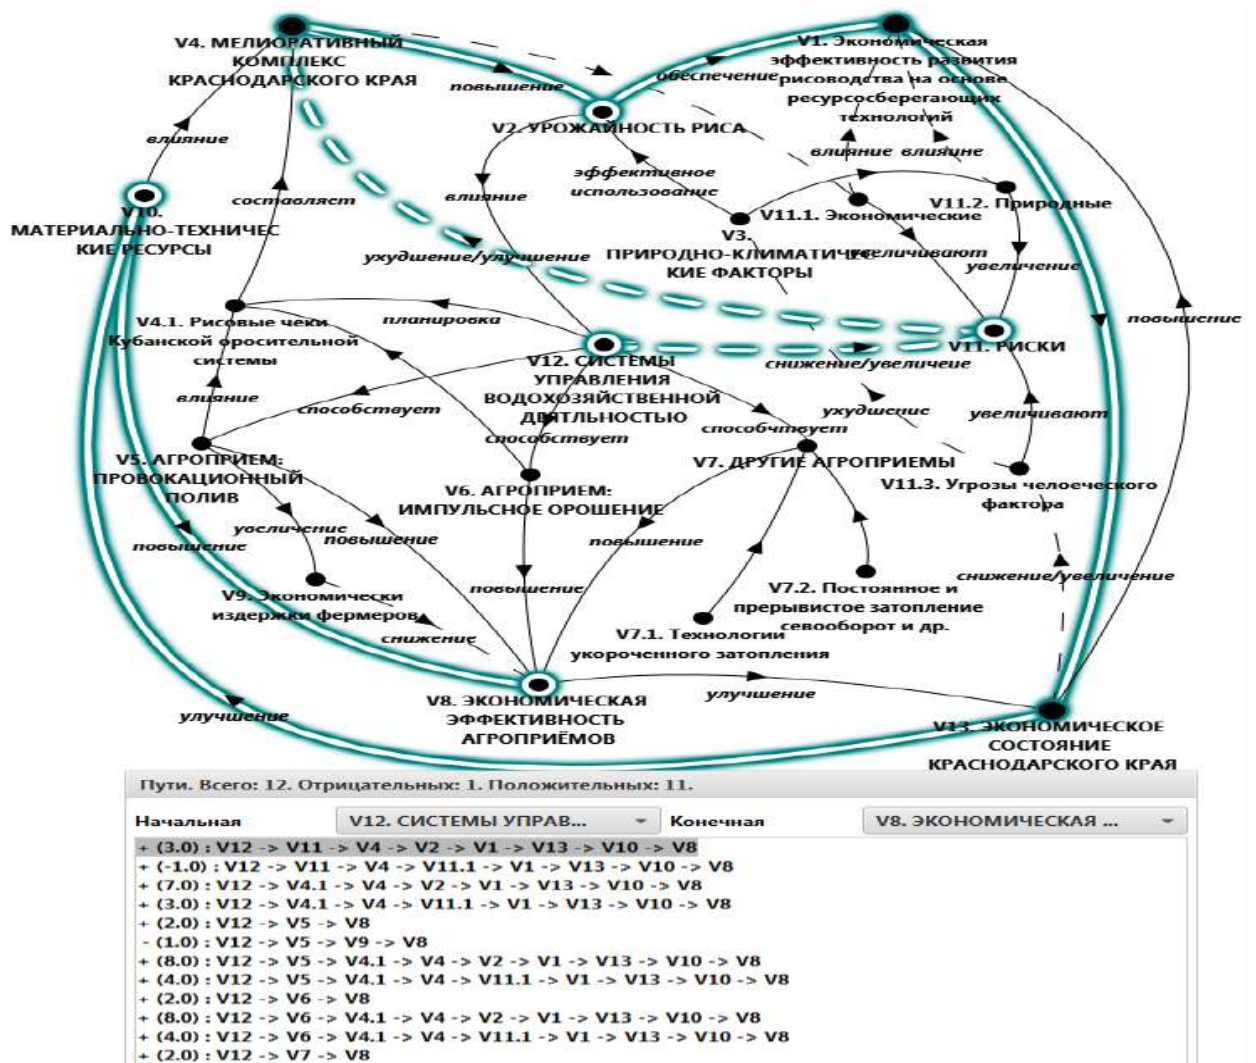 V4. МЕЛИОРАТИВНЫЙ
КОМПЛЕКС
КРАСНОДАРСКОГО КРАЯ
V1. Экономическая
эффективность развития
рисоводства на основе
ресурсосберегающих
технологий
повышение
обеспечение
V2. УРОЖАЙНОСТЬ РИСА
влияние
влияние
влияине
эффективное
использование
V10.
МАТЕРИАЛЬНО-ТЕХНИЧЕС
КИЕ РЕСУРСЫ
составляет
влияние
V11.1. Экономические
V11.2. Природные
V3.
ПРИРОДНО-КЛИМАТИЧЕС
КИЕ ФАКТОРЫ
ухудшение/улучшение
увеличивают
увеличение
V4.1. Рисовые чеки
Кубанской оросительной
системы
планировка
повышение
V11. РИСКИ
V12. СИСТЕМЫ
УПРАВЛЕНИЯ
ВОДОХОЗЯЙСТВЕННОЙ
ДЕЯТЛЬНОСТЬЮ
снижение/увеличеие
влияние
способствует
ухудшение
увеличивают
способствует
способчтвует
V5. АГРОПРИЕМ:
ПРОВОКАЦИОННЫЙ
ПОЛИВ
V6. АГРОПРИЕМ:
ИМПУЛЬСНОЕ ОРОШЕНИЕ
V7. ДРУГИЕ АГРОПРИЕМЫ
V11.3. Угрозы челоеческого
фактора
увеличение
повышение
повышение
повышение
повышение
снижение/увеличение
V9. Экономически
издержки фермеров
V7.2. Постоянное и
прерывистое затопление
севооборот и др.
V7.1. Технологии
укороченного затопления
снижение
V8. ЭКОНОМИЧЕСКАЯ
ЭФФЕКТИВНОСТЬ
АГРОПРИЁМОВ
улучшение
улучшение
V13. ЭКОНОМИЧЕСКОЕ
СОСТОЯНИЕ
КРАСНОДАРСКОГО КРАЯ
Пути. Всего: 12. Отрицательных: 1. Положительных: 11.
Начальная V12. СИСТЕМЫ УПРАВ... Конечная V8. ЭКОНОМИЧЕСКАЯ ...
+ (3.0) : V12 -> V11 -> V4 -> V2 -> V1 -> V13 -> V10 -> V8
+ (-1.0) : V12 -> V11 -> V4 -> V11.1 -> V1 -> V13 -> V10 -> V8
+ (7.0) : V12 -> V4.1 -> V4 -> V2 -> V1 -> V13 -> V10 -> V8
+ (3.0) : V12 -> V4.1 -> V4 -> V11.1 -> V1 -> V13 -> V10 -> V8
+ (2.0) : V12 -> V5 -> V8
- (1.0) : V12 -> V5 -> V9 -> V8
+ (8.0) : V12 -> V5 -> V4.1 -> V4 -> V2 -> V1 -> V13 -> V10 -> V8
+ (4.0) : V12 -> V5 -> V4.1 -> V4 -> V11.1 -> V1 -> V13 -> V10 -> V8
+ (2.0) : V12 -> V6 -> V8
+ (8.0) : V12 -> V6 -> V4.1 -> V4 -> V2 -> V1 -> V13 -> V10 -> V8
+ (4.0) : V12 -> V6 -> V4.1 -> V4 -> V11.1 -> V1 -> V13 -> V10 -> V8
+ (2.0) : V12 -> V7 -> V8